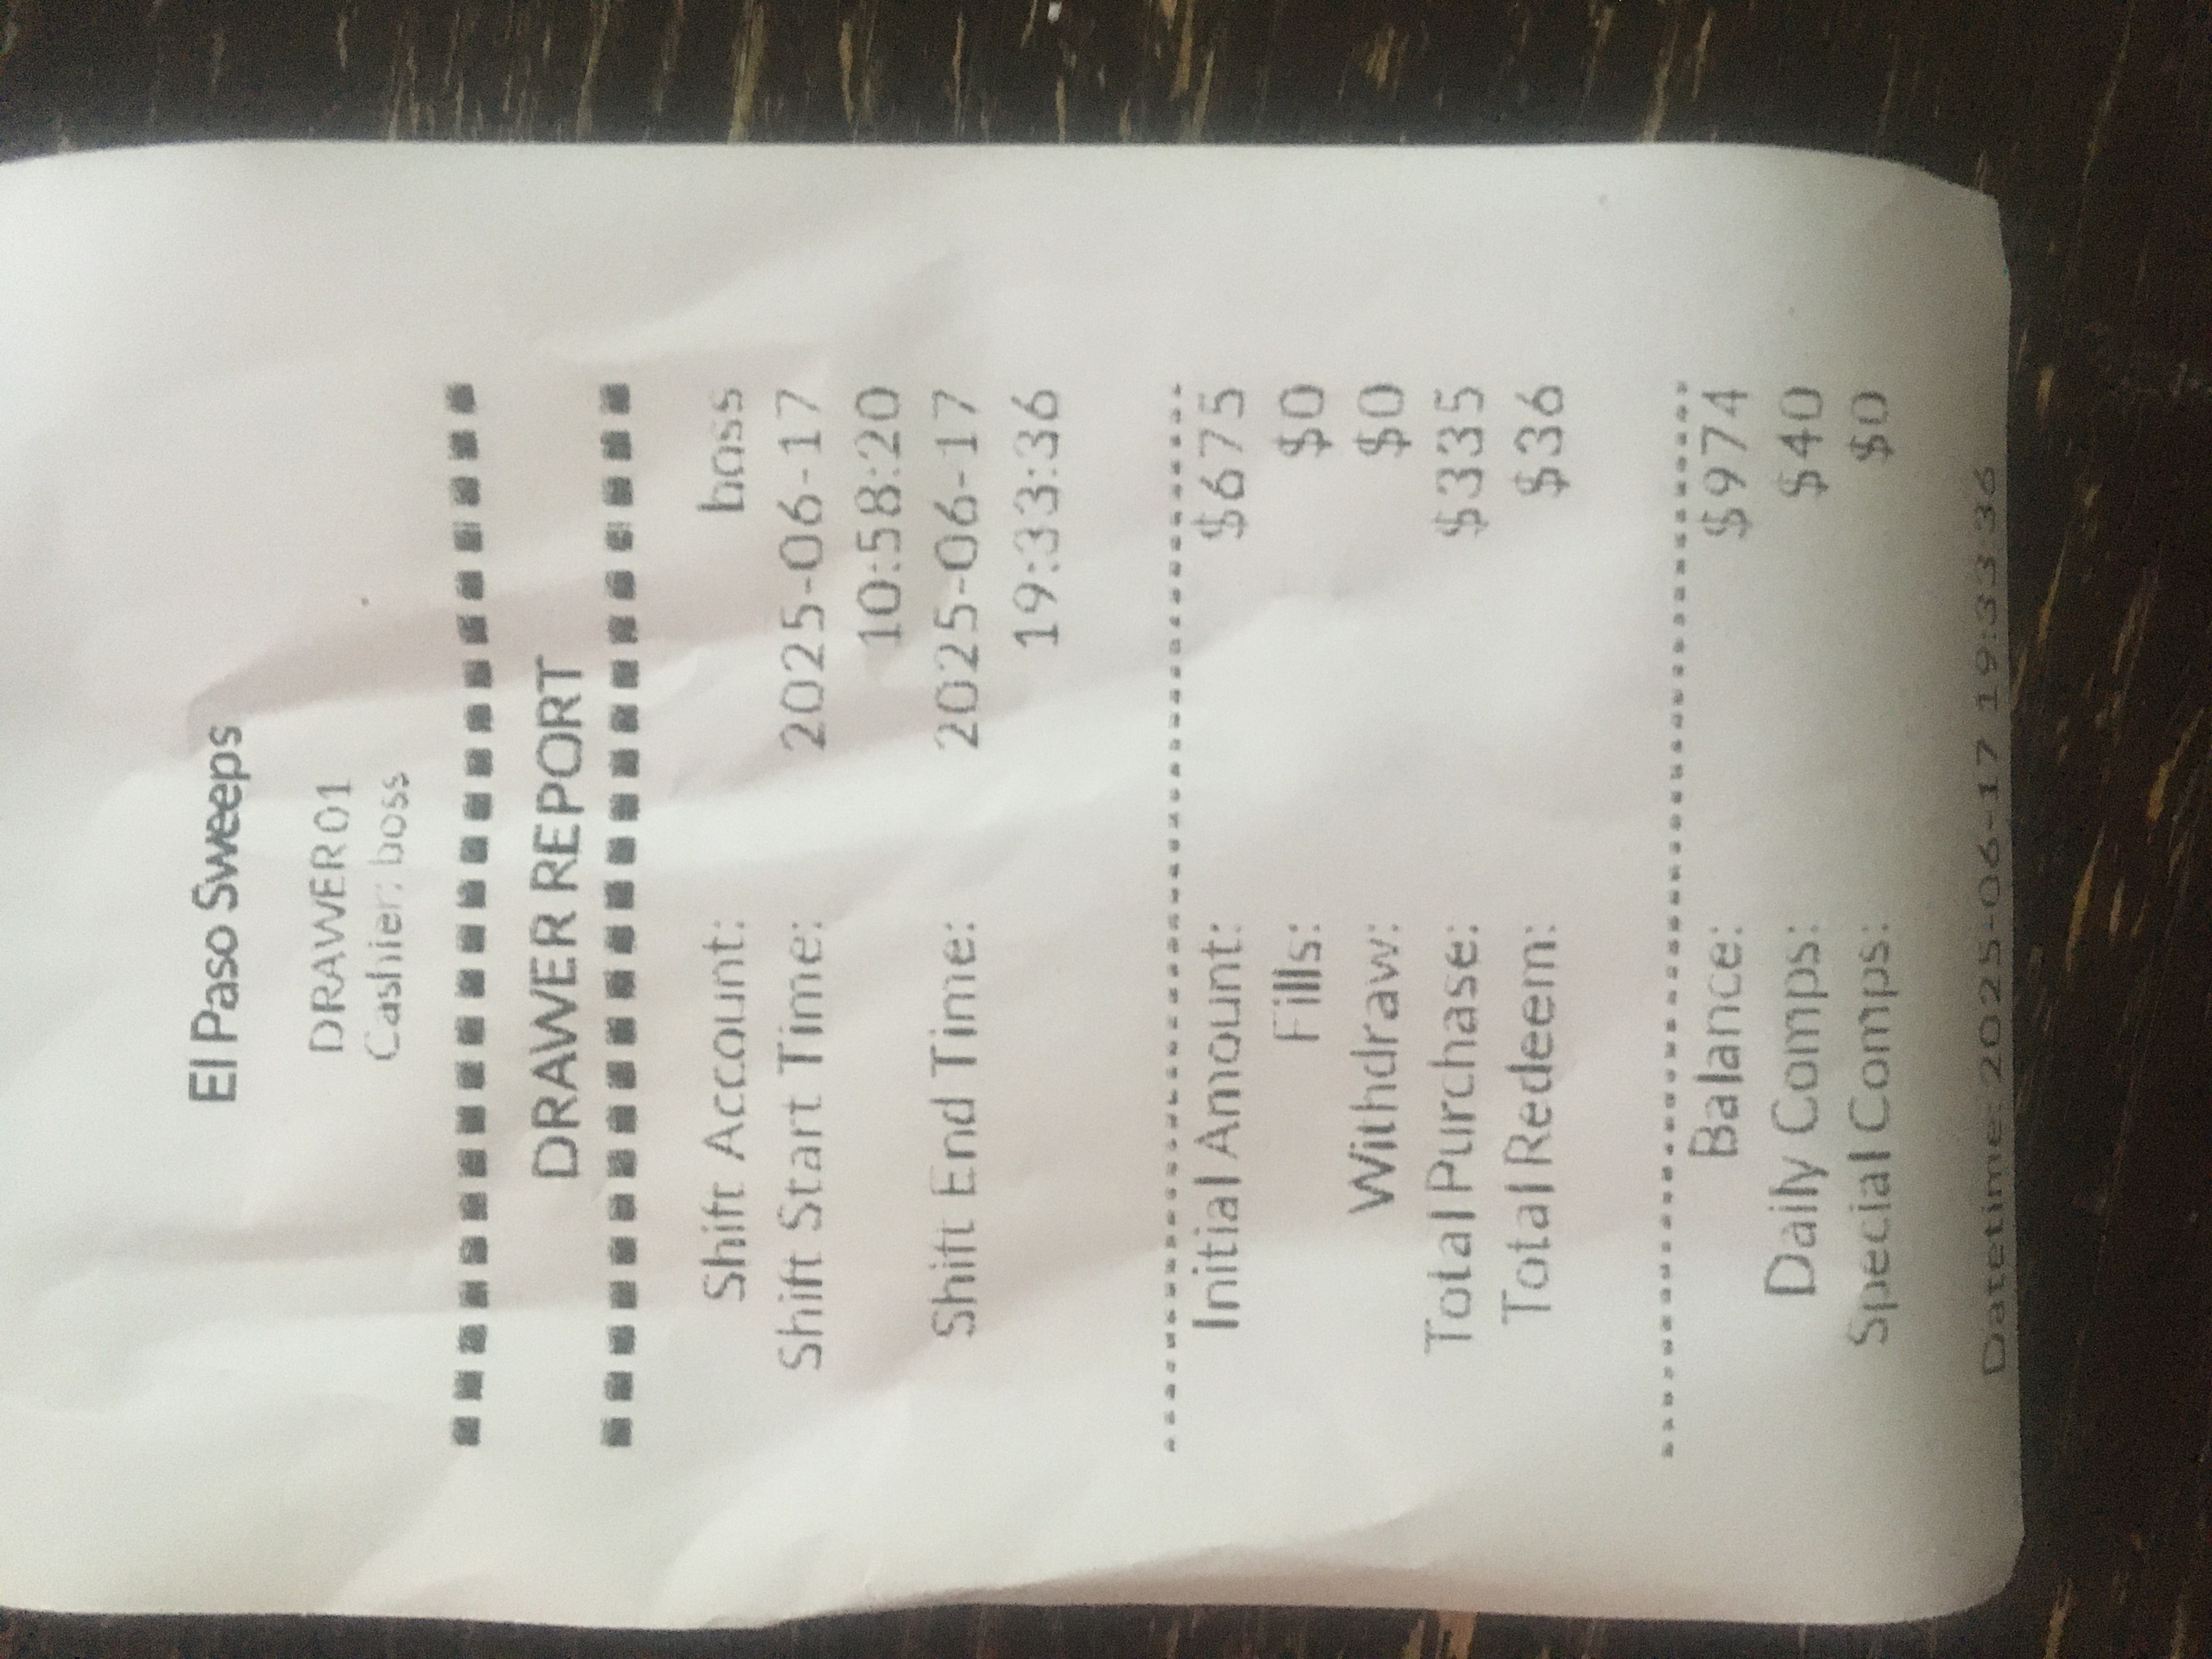 El Paso Sweeps
DRAWER01
Cashier: boss
DRAWER REPORT
Shift Account: boss
Shift Start Time: 2025-06-17
10:58:20
Shift End Time: 2025-06-17
19:33:36
Initial Amount: $675
Fills: $0
Withdraw: $0
Total Purchase: $335
Total Redeem: $36
Balance: $974
Daily Comps: $40
Special Comps: $0
Datetime:2025-06-17 19:33:36